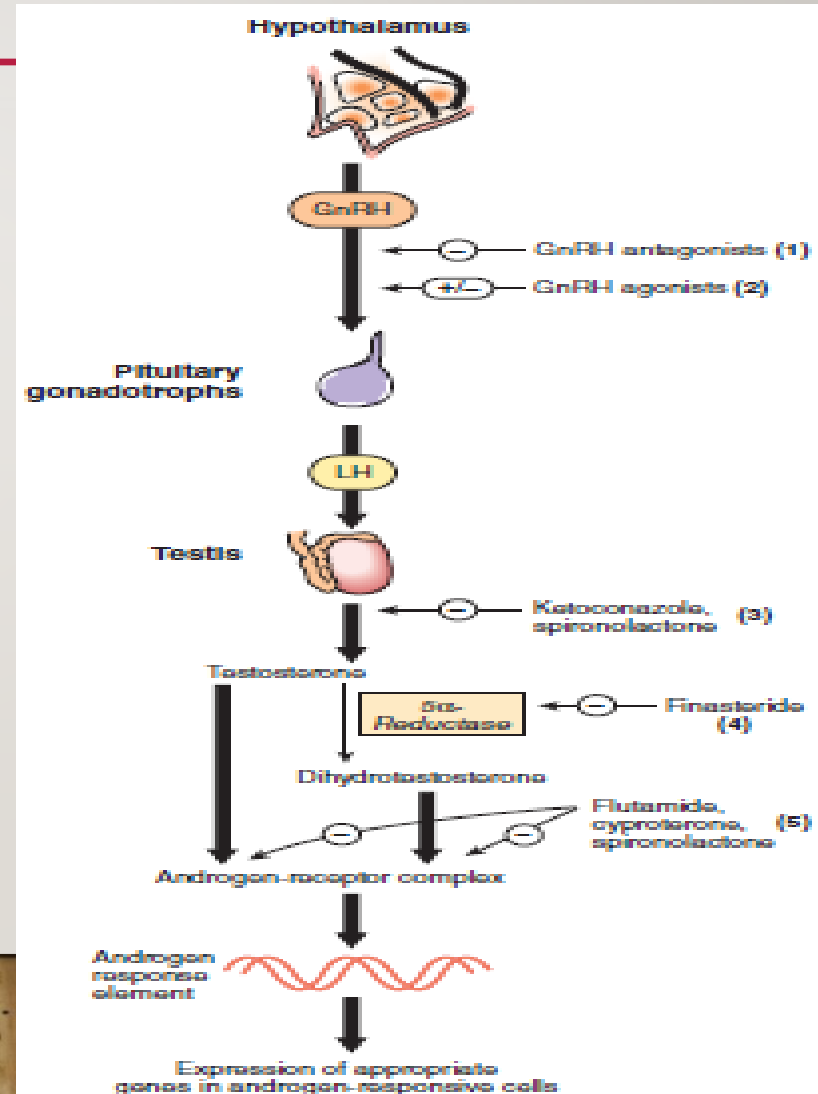 Hypothalamus
GnRH
− GnRH antagonists (1)
+/− GnRH agonists (2)
Pituitary
gonadotrophs
LH
Testis
− Ketoconazole,
spironolactone (3)
Testosterone
5α-
Reductase
− Finasteride
(4)
Dihydrotestosterone
Flutamide,
cyproterone,
spironolactone (5)
− −
Androgen-receptor complex
Androgen
response
element
Expression of appropriate
genes in androgen-responsive cells